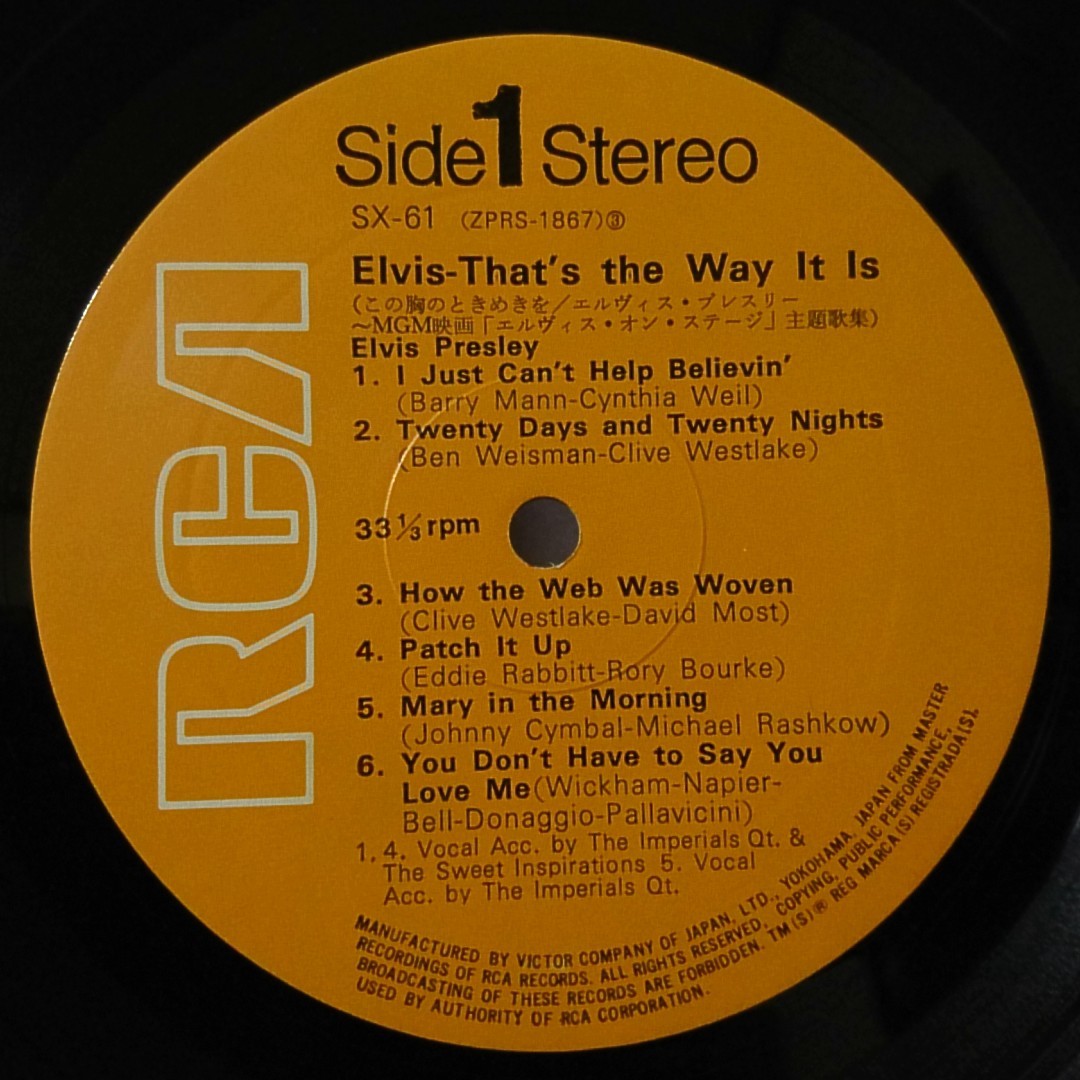 Side 1 Stereo
SX-61 (ZPRS-1867)③
RCA
Elvis-That's the Way It Is
(この胸のときめきを/エルヴィス・プレスリー
〜MGM映画「エルヴィス・オン・ステージ」主題歌集)
Elvis Presley
1. I Just Can't Help Believin'
(Barry Mann-Cynthia Weil)
2. Twenty Days and Twenty Nights
(Ben Weisman-Clive Westlake)
33 1/3 rpm
3. How the Web Was Woven
(Clive Westlake-David Most)
4. Patch It Up
(Eddie Rabbitt-Rory Bourke)
5. Mary in the Morning
(Johnny Cymbal-Michael Rashkow)
6. You Don't Have to Say You
Love Me(Wickham-Napier-
Bell-Donaggio-Pallavicini)
1, 4. Vocal Acc. by The Imperials Qt. &
The Sweet Inspirations 5. Vocal
Acc. by The Imperials Qt.
MANUFACTURED BY VICTOR COMPANY OF JAPAN, LTD., YOKOHAMA, JAPAN FROM MASTER
RECORDINGS OF RCA RECORDS. ALL RIGHTS RESERVED. COPYING, PUBLIC PERFORMANCE,
BROADCASTING OF THESE RECORDS ARE FORBIDDEN. TM(S)® REG MARCA(S) REGISTRADA(S).
USED BY AUTHORITY OF RCA CORPORATION.